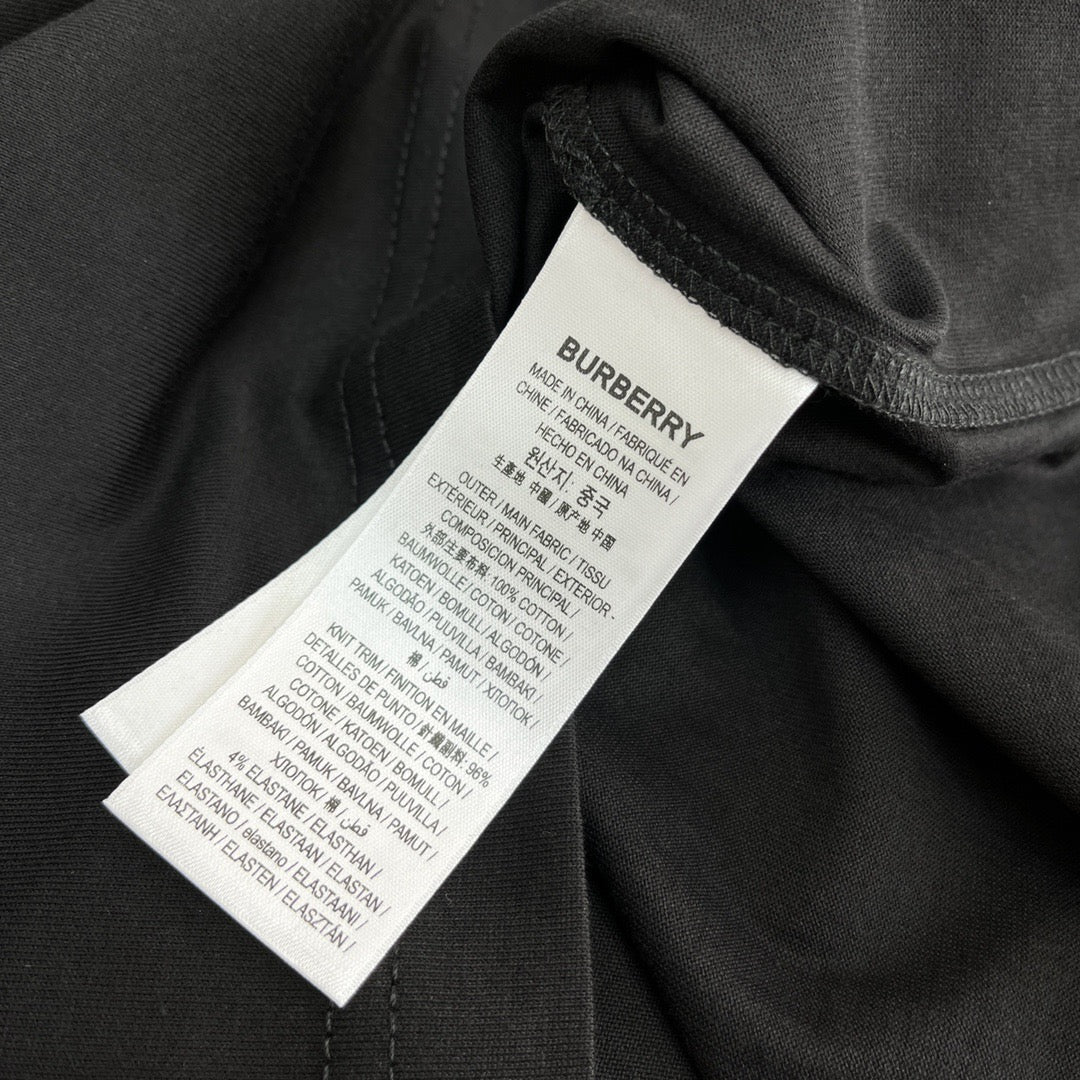 BURBERRY
MADE IN CHINA / FABRIQUÉ EN
CHINE / FABRICADO NA CHINA /
HECHO EN CHINA
원산지: 중국
生產地 中國 / 原产地 中国
OUTER / MAIN FABRIC / TISSU
EXTÉRIEUR / PRINCIPAL / EXTERIOR -
COMPOSICION PRINCIPAL /
外部主要布料: 100% COTTON /
BAUMWOLLE / COTON / COTONE /
KATOEN / BOMULL / ALGODÓN /
ALGODÃO / PUUVILLA / BAMBAKI /
PAMUK / BAVLNA / PAMUT / ХЛОПОК /
棉 / قطن /
KNIT TRIM / FINITION EN MAILLE /
DETALLES DE PUNTO / 針織副料: 96%
COTTON / BAUMWOLLE / COTON /
COTONE / KATOEN / BOMULL /
ALGODÓN / ALGODÃO / PUUVILLA /
BAMBAKI / PAMUK / BAVLNA / PAMUT /
ХЛОПОК / 棉 / قطن /
4% ELASTANE / ELASTHAN /
ÉLASTHANE / ELASTAAN / ELASTAN /
ELASTANO / elastano / ELASTAANI /
ΕΛΑΣΤΑΝΗ / ELASTEN / ELASZTÁN /